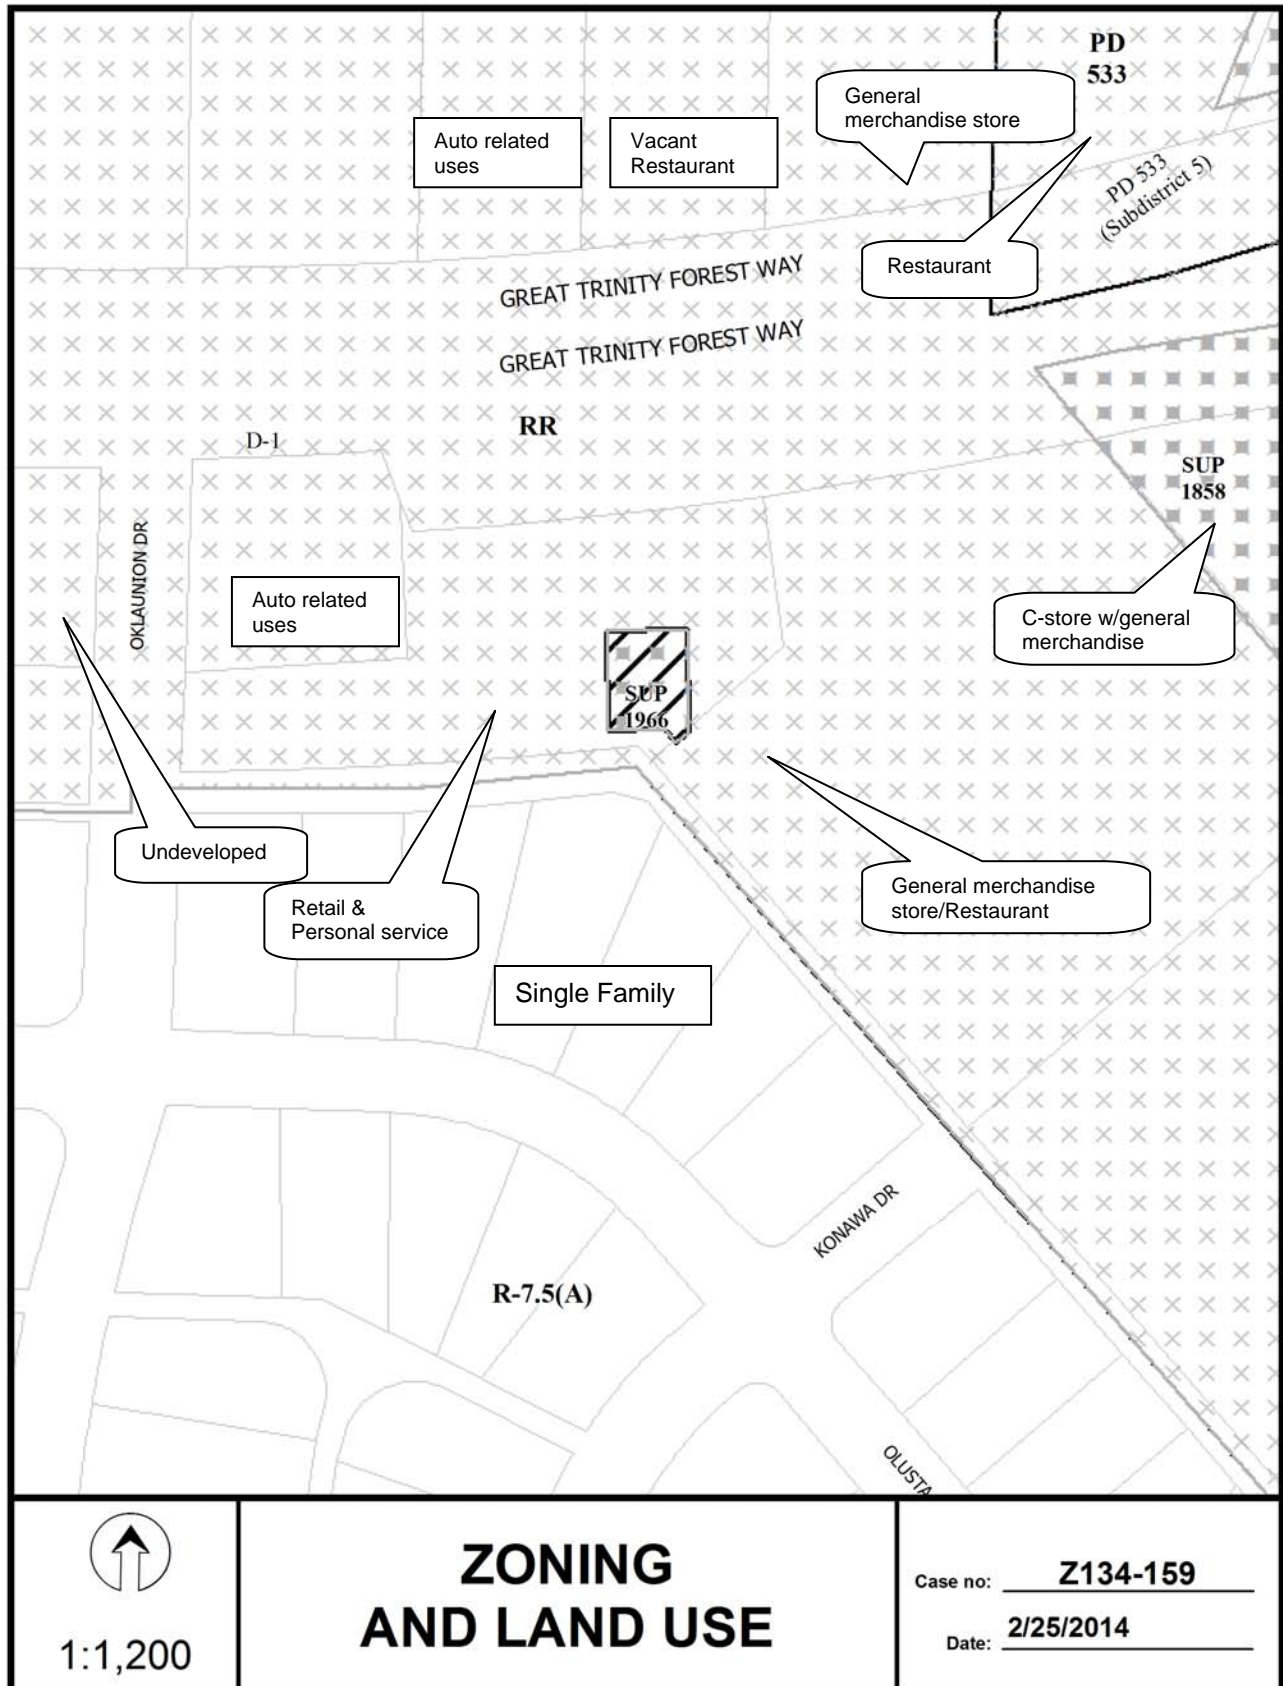 PD
533
General
merchandise store
Auto related
uses
Vacant
Restaurant
PD 533
(Subdistrict 5)
Restaurant
GREAT TRINITY FOREST WAY
GREAT TRINITY FOREST WAY
RR
D-1
SUP
1858
OKLAUNION DR
Auto related
uses
C-store w/general
merchandise
SUP
1966
Undeveloped
General merchandise
store/Restaurant
Retail &
Personal service
Single Family
KONAWA DR
R-7.5(A)
OLUSTA
1:1,200
ZONING
AND LAND USE
Case no: Z134-159
Date: 2/25/2014